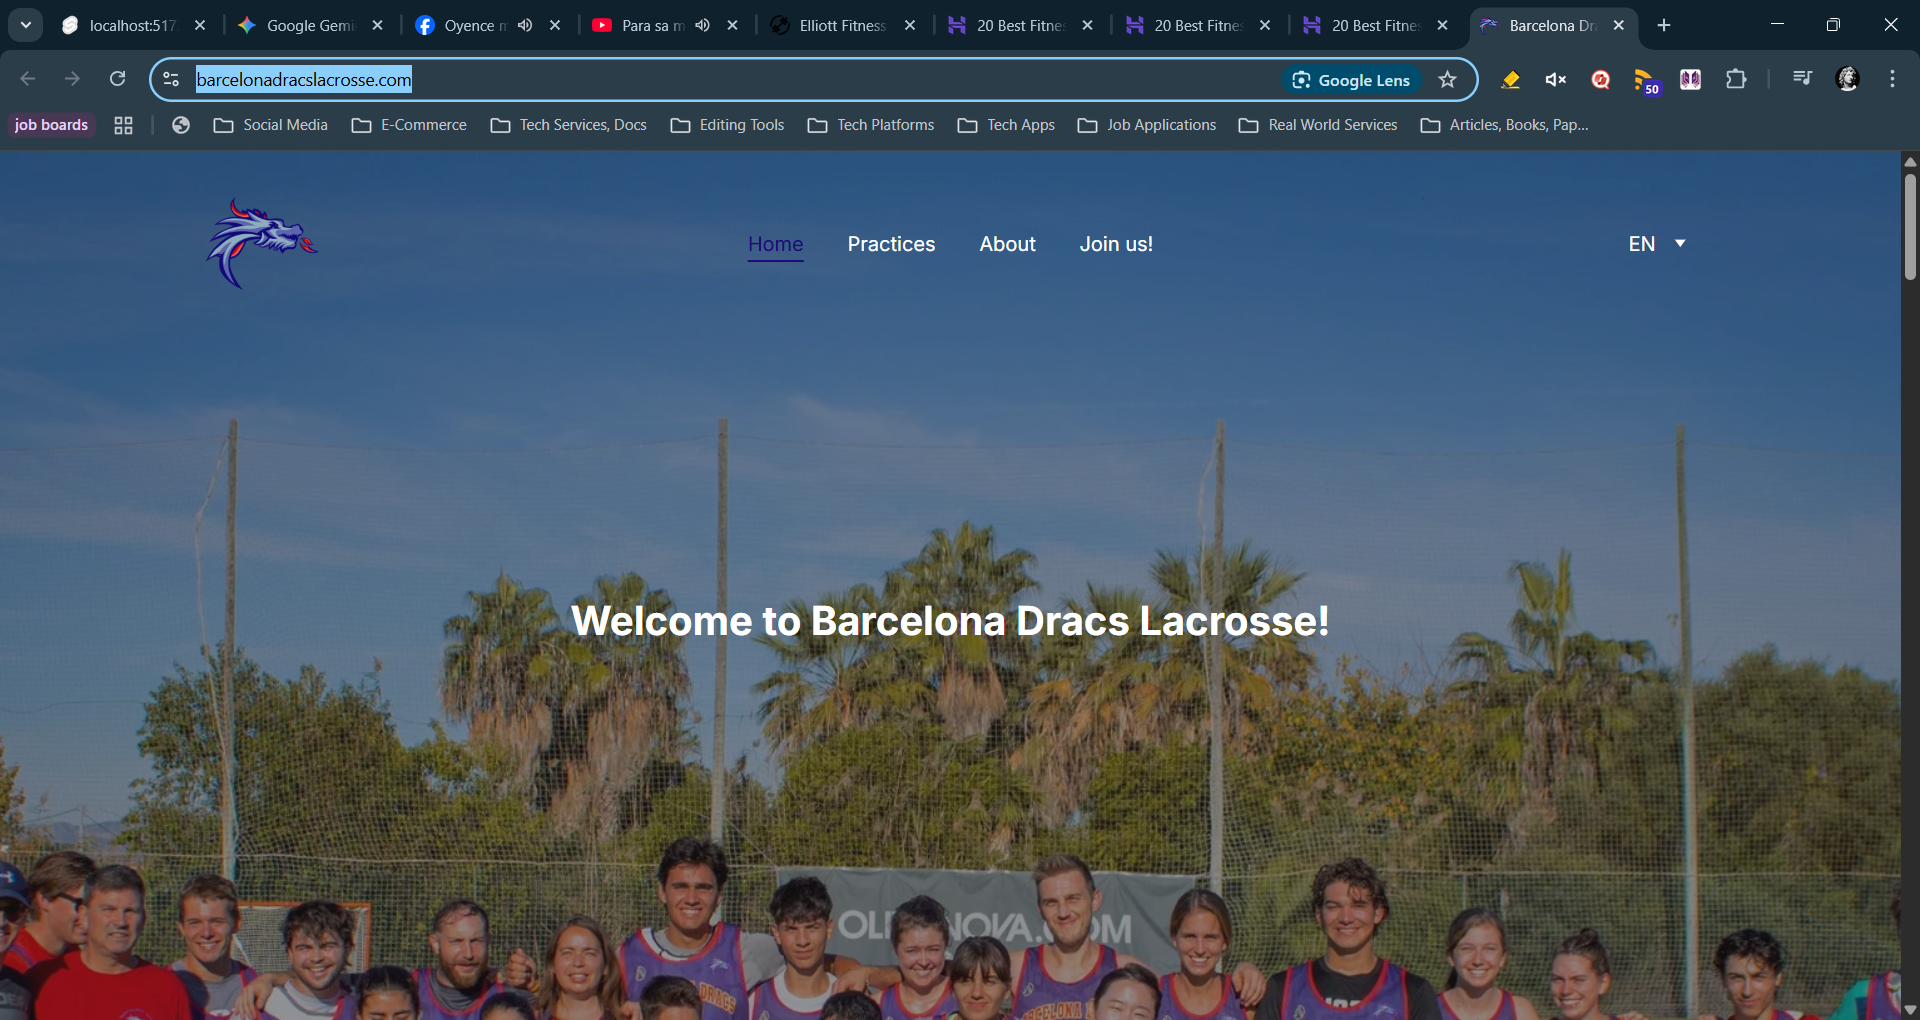 localhost:517
Google Gemi
Oyence m
Para sa m
Elliott Fitness
20 Best Fitne
20 Best Fitne
20 Best Fitne
Barcelona Dr
barcelonadracslacrosse.com
Google Lens
50
job boards
Social Media
E-Commerce
Tech Services, Docs
Editing Tools
Tech Platforms
Tech Apps
Job Applications
Real World Services
Articles, Books, Pap...
Home
Practices
About
Join us!
EN
Welcome to Barcelona Dracs Lacrosse!